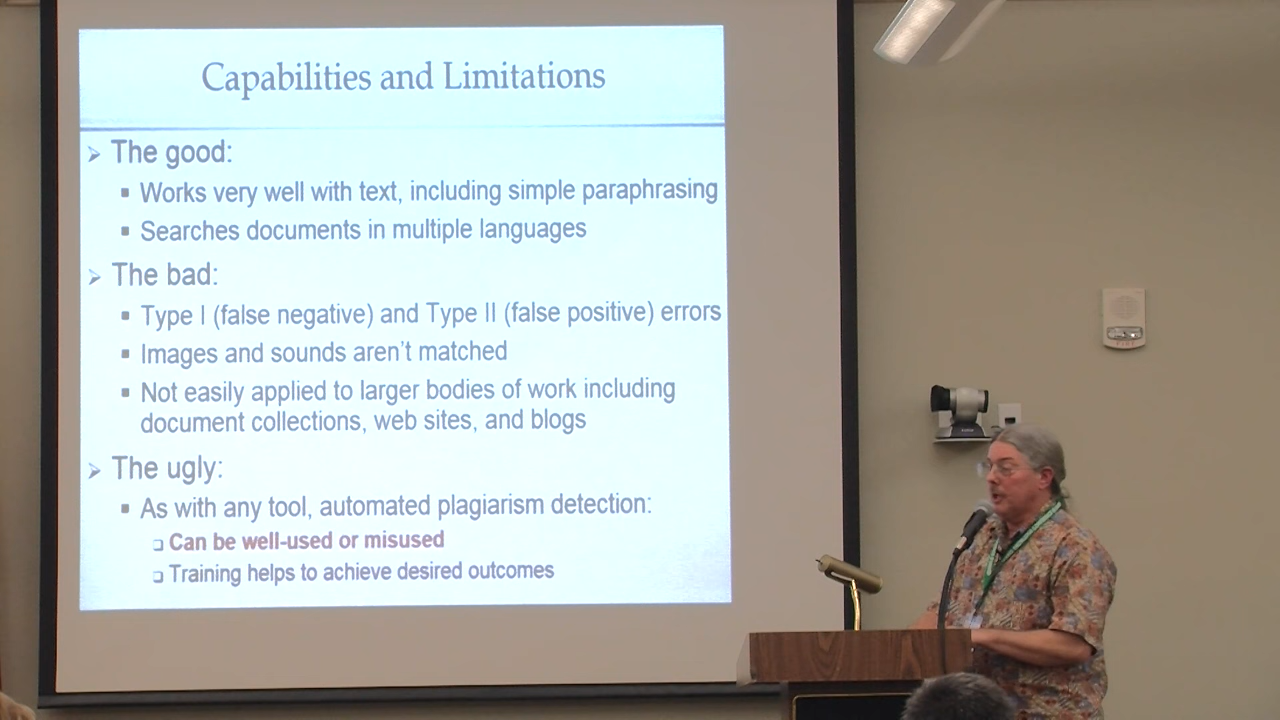 Capabilities and Limitations
The good:
Works very well with text, including simple paraphrasing
Searches documents in multiple languages
The bad:
Type I (false negative) and Type II (false positive) errors
Images and sounds aren't matched
Not easily applied to larger bodies of work including
document collections, web sites, and blogs
The ugly:
As with any tool, automated plagiarism detection:
Can be well-used or misused
Training helps to achieve desired outcomes